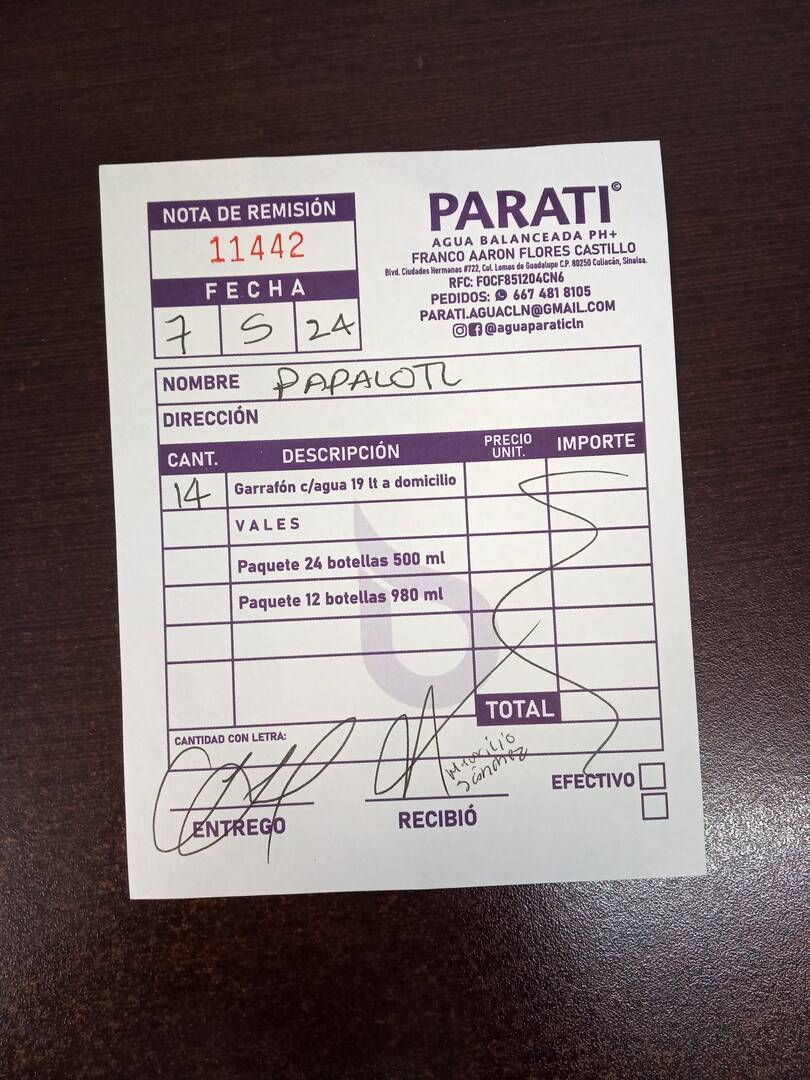 NOTA DE REMISIÓN
11442
FECHA
7 5 24
PARATI©
AGUA BALANCEADA PH+
FRANCO AARON FLORES CASTILLO
Blvd. Ciudades Hermanas #722, Col. Lomas de Guadalupe C.P. 80250 Culiacán, Sinaloa.
RFC: FOCF851204CN6
PEDIDOS: 667 481 8105
PARATI.AGUACLN@GMAIL.COM
@aguaparaticln
NOMBRE PAPALOTL
DIRECCIÓN
CANT. DESCRIPCIÓN PRECIO UNIT. IMPORTE
14 Garrafón c/agua 19 lt a domicilio
VALES
Paquete 24 botellas 500 ml
Paquete 12 botellas 980 ml
TOTAL
CANTIDAD CON LETRA:
Sánchez
ENTREGO
RECIBIÓ
EFECTIVO